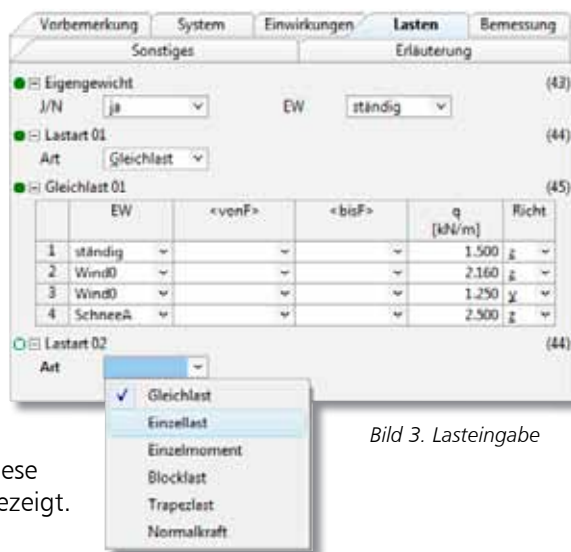 Vorbemerkung System Einwirkungen Lasten Bemessung
Sonstiges Erläuterung
Eigengewicht (43)
J/N ja EW ständig
Lastart 01 (44)
Art Gleichlast
Gleichlast 01 (45)
EW <vonF> <bisF> q [kN/m] Richt
1 ständig 1.500 z
2 Wind0 2.160 z
3 Wind0 1.250 y
4 SchneeA 2.500 z
Lastart 02 (44)
Art
Gleichlast
Einzellast
Einzelmoment
Blocklast
Trapezlast
Normalkraft
Bild 3. Lasteingabe
iese
ezeigt.